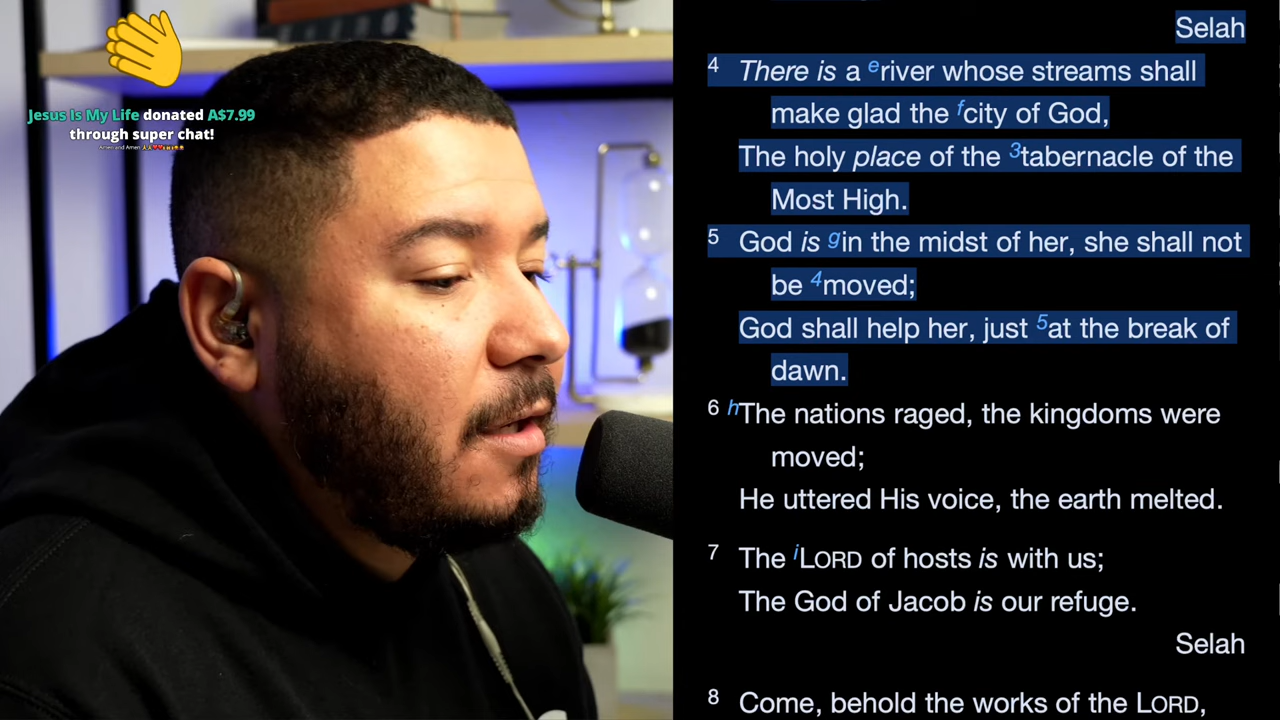 Jesus Is My Life donated A$7.99
through super chat!
Amen and Amen
Selah
4 There is a eriver whose streams shall
make glad the fcity of God,
The holy place of the 3tabernacle of the
Most High.
5 God is gin the midst of her, she shall not
be 4moved;
God shall help her, just 5at the break of
dawn.
6 hThe nations raged, the kingdoms were
moved;
He uttered His voice, the earth melted.
7 The iLORD of hosts is with us;
The God of Jacob is our refuge.
Selah
8 Come, behold the works of the LORD,